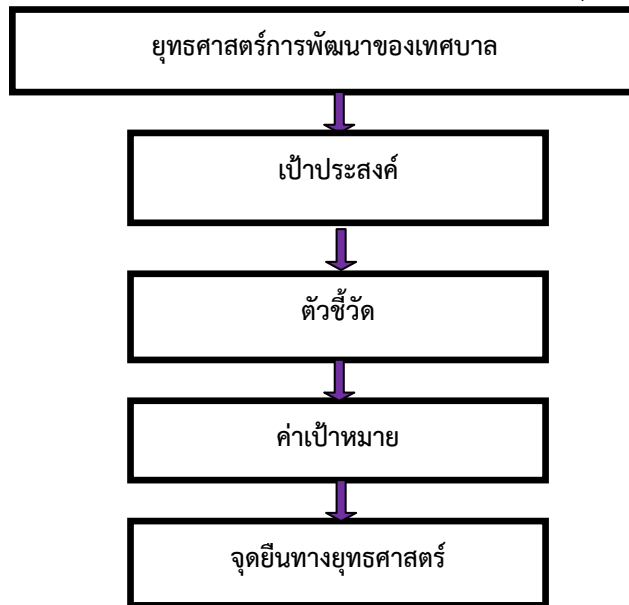 ยุทธศาสตร์การพัฒนาของเทศบาล
เป้าประสงค์
ตัวชี้วัด
ค่าเป้าหมาย
จุดยืนทางยุทธศาสตร์